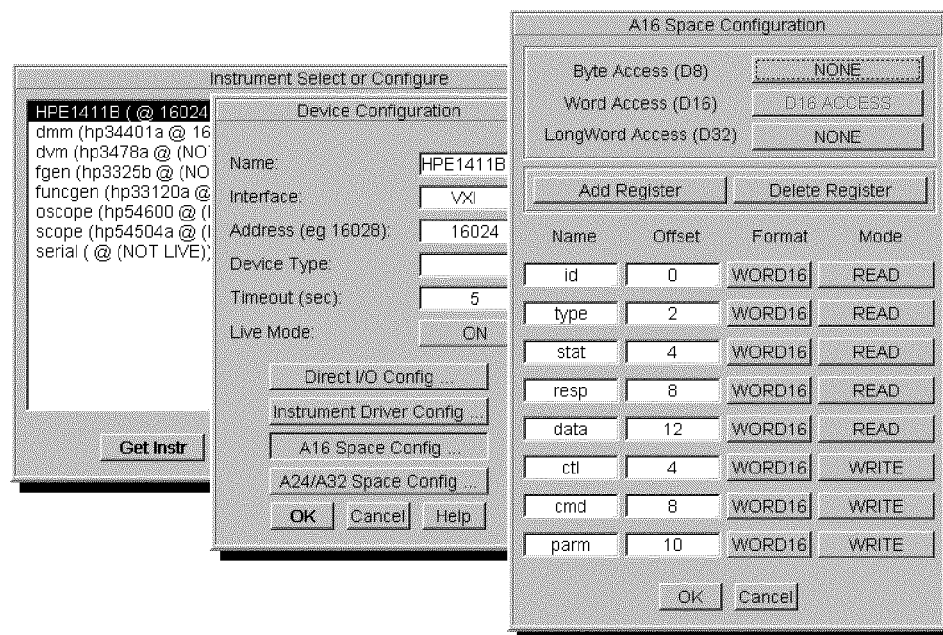 Instrument Select or Configure
HPE1411B ( @ 16024
dmm (hp34401a @ 16
dvm (hp3478a @ (NO
fgen (hp3325b @ (NO
funcgen (hp33120a @
oscope (hp54600 @ (
scope (hp54504a @ (
serial ( @ (NOT LIVE))
Get Instr
Device Configuration
Name: HPE1411B
Interface: VXI
Address (eg 16028): 16024
Device Type:
Timeout (sec): 5
Live Mode: ON
Direct I/O Config ...
Instrument Driver Config ...
A16 Space Config ...
A24/A32 Space Config ...
OK Cancel Help
A16 Space Configuration
Byte Access (D8) NONE
Word Access (D16) D16 ACCESS
LongWord Access (D32) NONE
Add Register Delete Register
Name Offset Format Mode
id 0 WORD16 READ
type 2 WORD16 READ
stat 4 WORD16 READ
resp 8 WORD16 READ
data 12 WORD16 READ
ctl 4 WORD16 WRITE
cmd 8 WORD16 WRITE
parm 10 WORD16 WRITE
OK Cancel